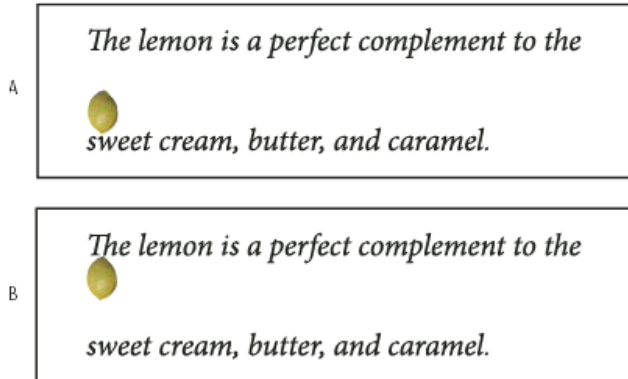 A
The lemon is a perfect complement to the
sweet cream, butter, and caramel.
B
The lemon is a perfect complement to the
sweet cream, butter, and caramel.